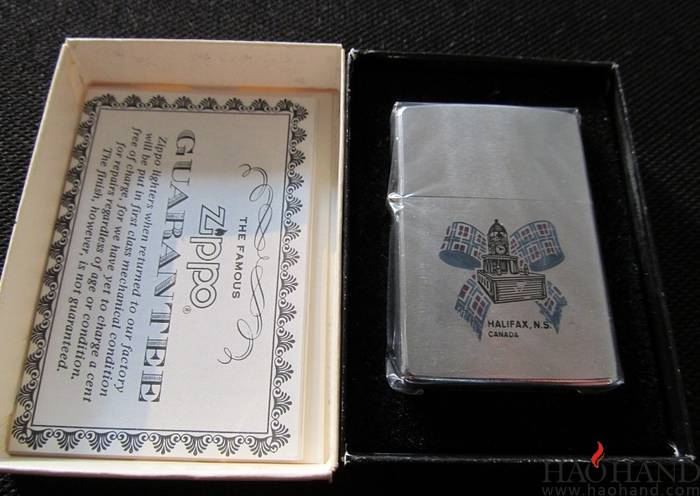 THE FAMOUS
Zippo®
GUARANTEE
Zippo lighters when returned to our factory
will be put in first class mechanical condition
free of charge, for we have yet to charge a cent
for repairs regardless of age or condition.
The finish, however, is not guaranteed.
HALIFAX, N.S.
CANADA
HAOHAND
www.haohand.com